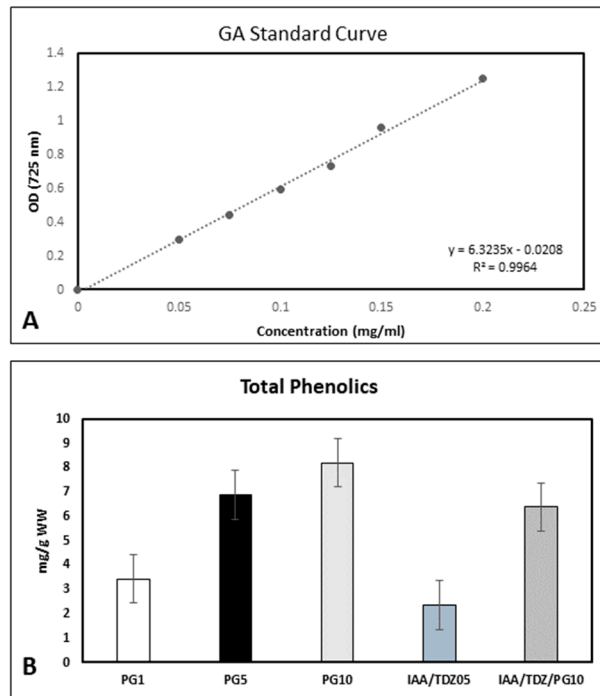 GA Standard Curve
1.4
1.2
1
0.8
0.6
0.4
0.2
0
OD (725 nm)
y = 6.3235x - 0.0208
R² = 0.9964
0 0.05 0.1 0.15 0.2 0.25
Concentration (mg/ml)
A
Total Phenolics
10
9
8
7
6
5
4
3
2
1
0
mg/g WW
PG1 PG5 PG10 IAA/TDZ05 IAA/TDZ/PG10
B